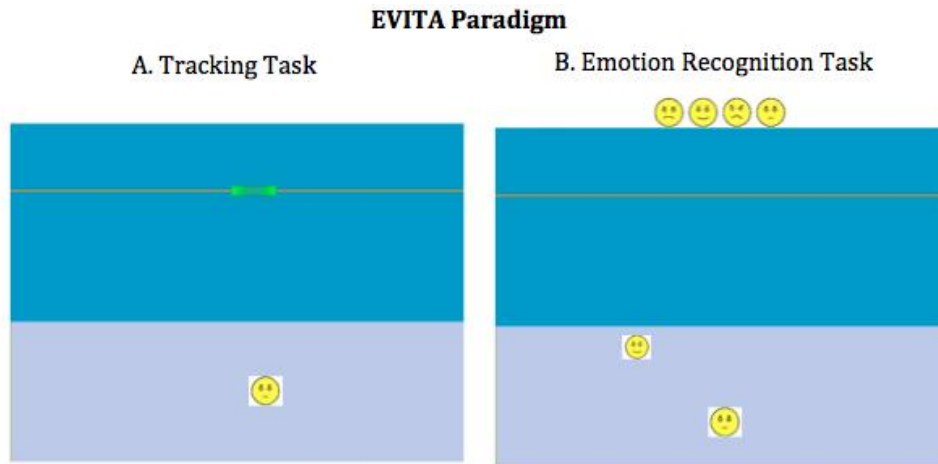 EVITA Paradigm
A. Tracking Task
B. Emotion Recognition Task